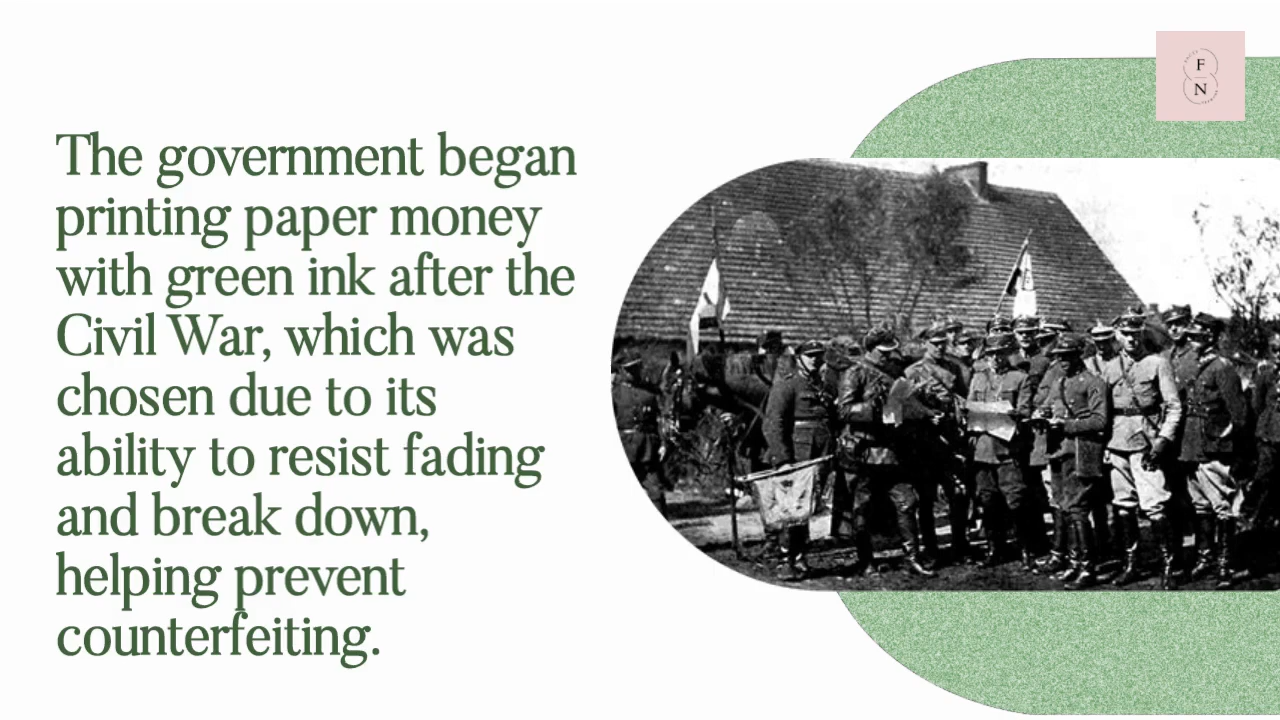 The government began
printing paper money
with green ink after the
Civil War, which was
chosen due to its
ability to resist fading
and break down,
helping prevent
counterfeiting.
F
N